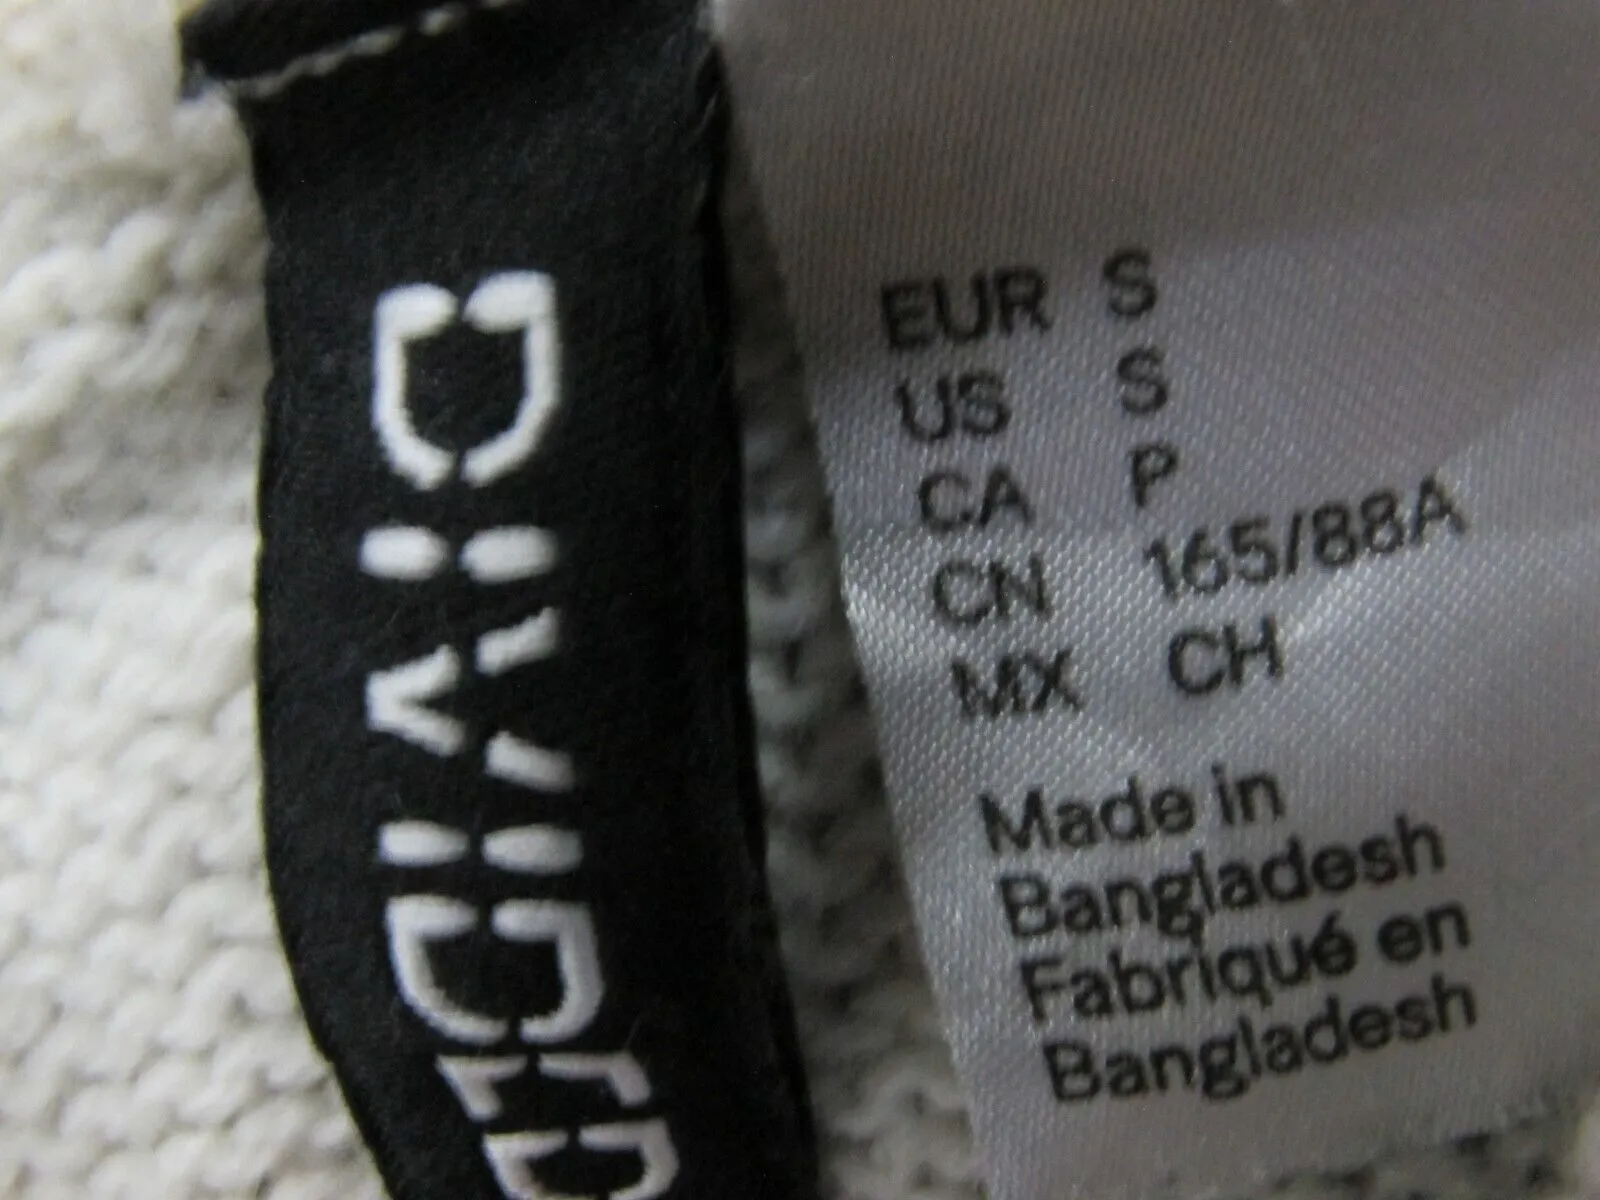 DIVIDED
EUR S
US S
CA P
CN 165/88A
MX CH
Made in
Bangladesh
Fabriqué en
Bangladesh